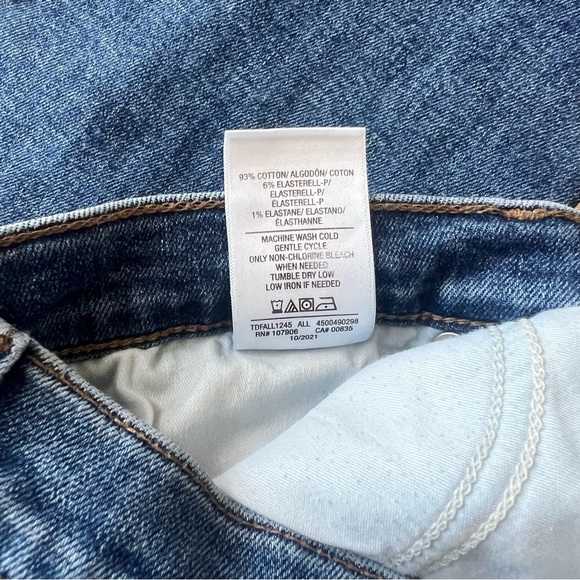 93% COTTON/ ALGODÓN/ COTON
6% ELASTERELL-P/
ELASTERELL-P/
ÉLASTERELL-P
1% ELASTANE/ ELASTANO/
ÉLASTHANNE
MACHINE WASH COLD
GENTLE CYCLE
ONLY NON-CHLORINE BLEACH
WHEN NEEDED
TUMBLE DRY LOW
LOW IRON IF NEEDED
TDFALL1245 ALL 4500490298
RN# 107906 CA# 00635
10/2021